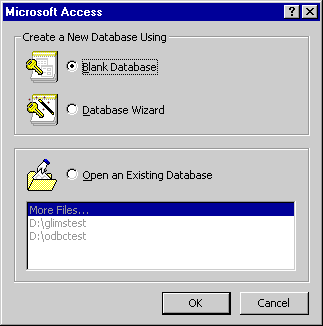 Microsoft Access
Create a New Database Using
Blank Database
Database Wizard
Open an Existing Database
More Files...
D:\glimstest
D:\odbctest
OK
Cancel